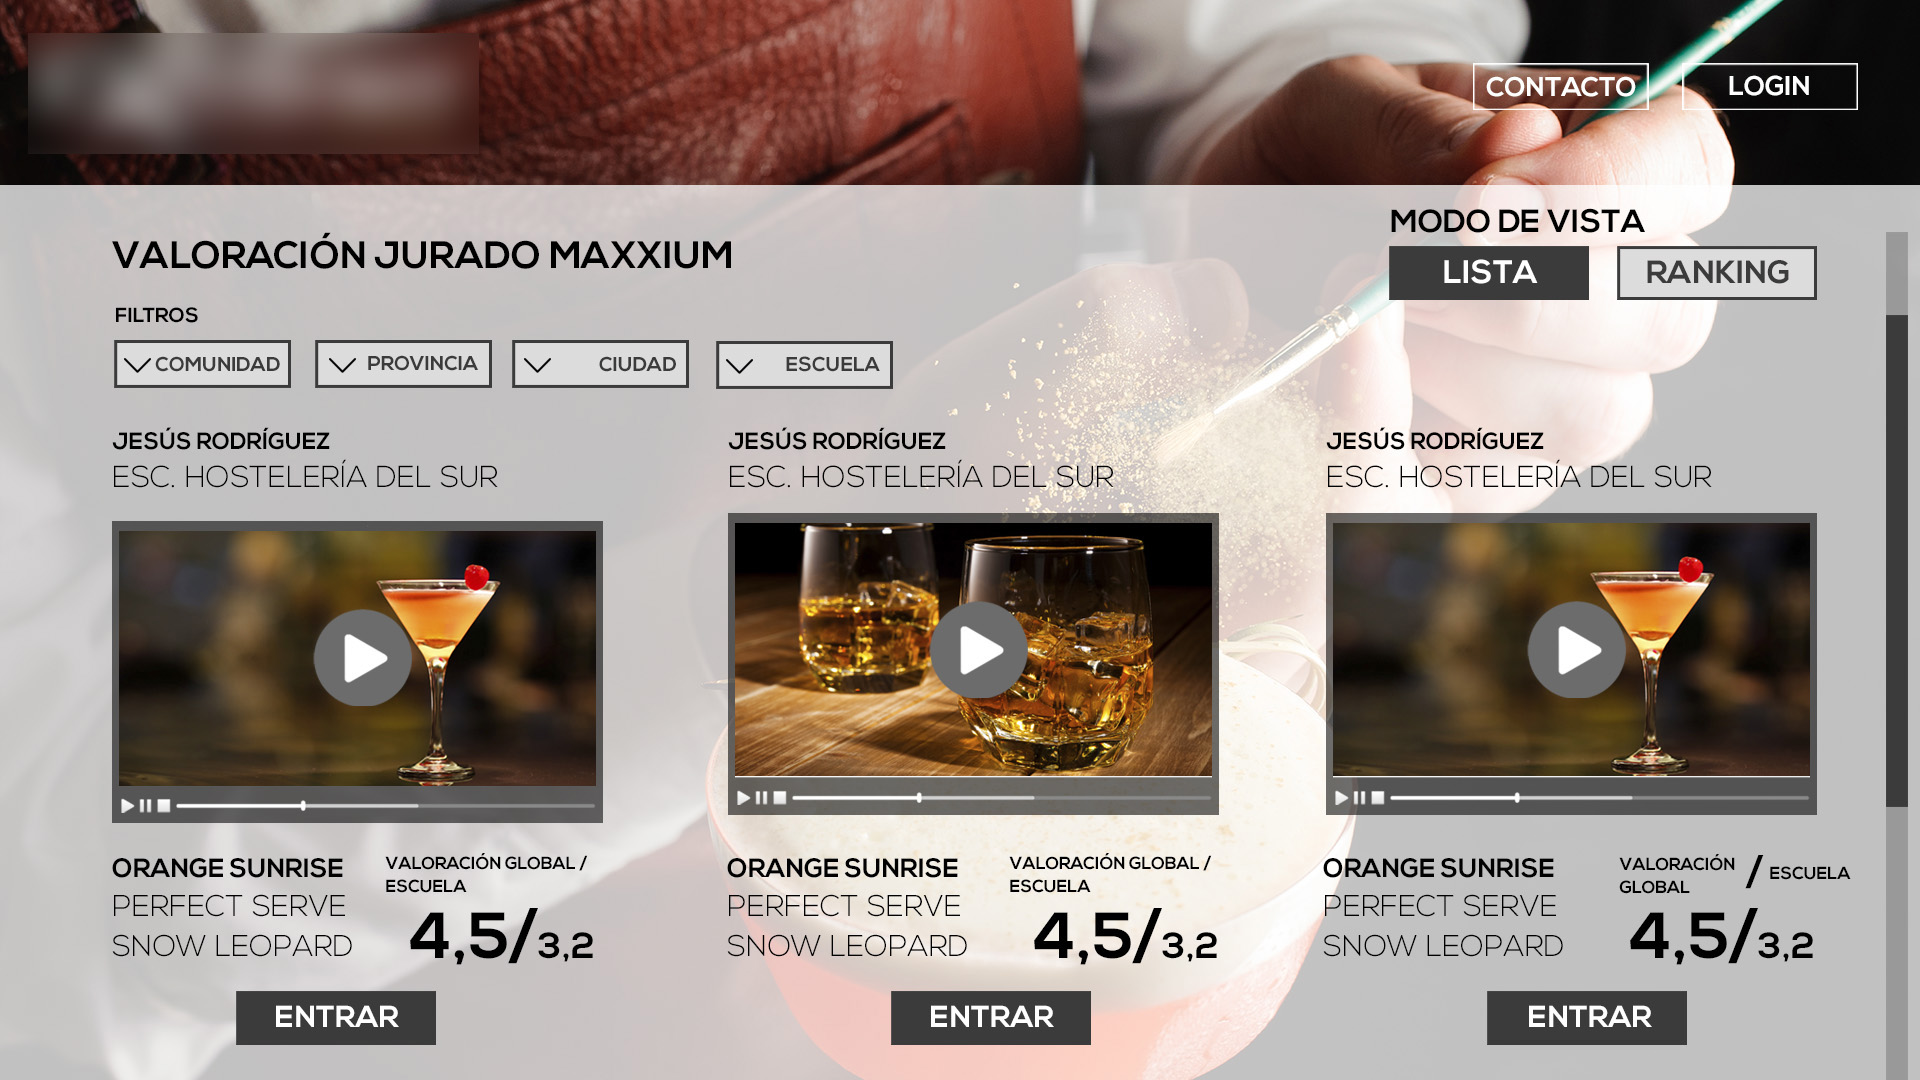 CONTACTO
LOGIN
MODO DE VISTA
LISTA
RANKING
VALORACIÓN JURADO MAXXIUM
FILTROS
COMUNIDAD
PROVINCIA
CIUDAD
ESCUELA
JESÚS RODRÍGUEZ
ESC. HOSTELERÍA DEL SUR
JESÚS RODRÍGUEZ
ESC. HOSTELERÍA DEL SUR
JESÚS RODRÍGUEZ
ESC. HOSTELERÍA DEL SUR
ORANGE SUNRISE
PERFECT SERVE
SNOW LEOPARD
VALORACIÓN GLOBAL /
ESCUELA
4,5/3,2
ENTRAR
ORANGE SUNRISE
PERFECT SERVE
SNOW LEOPARD
VALORACIÓN GLOBAL /
ESCUELA
4,5/3,2
ENTRAR
ORANGE SUNRISE
PERFECT SERVE
SNOW LEOPARD
VALORACIÓN
GLOBAL
/ ESCUELA
4,5/3,2
ENTRAR